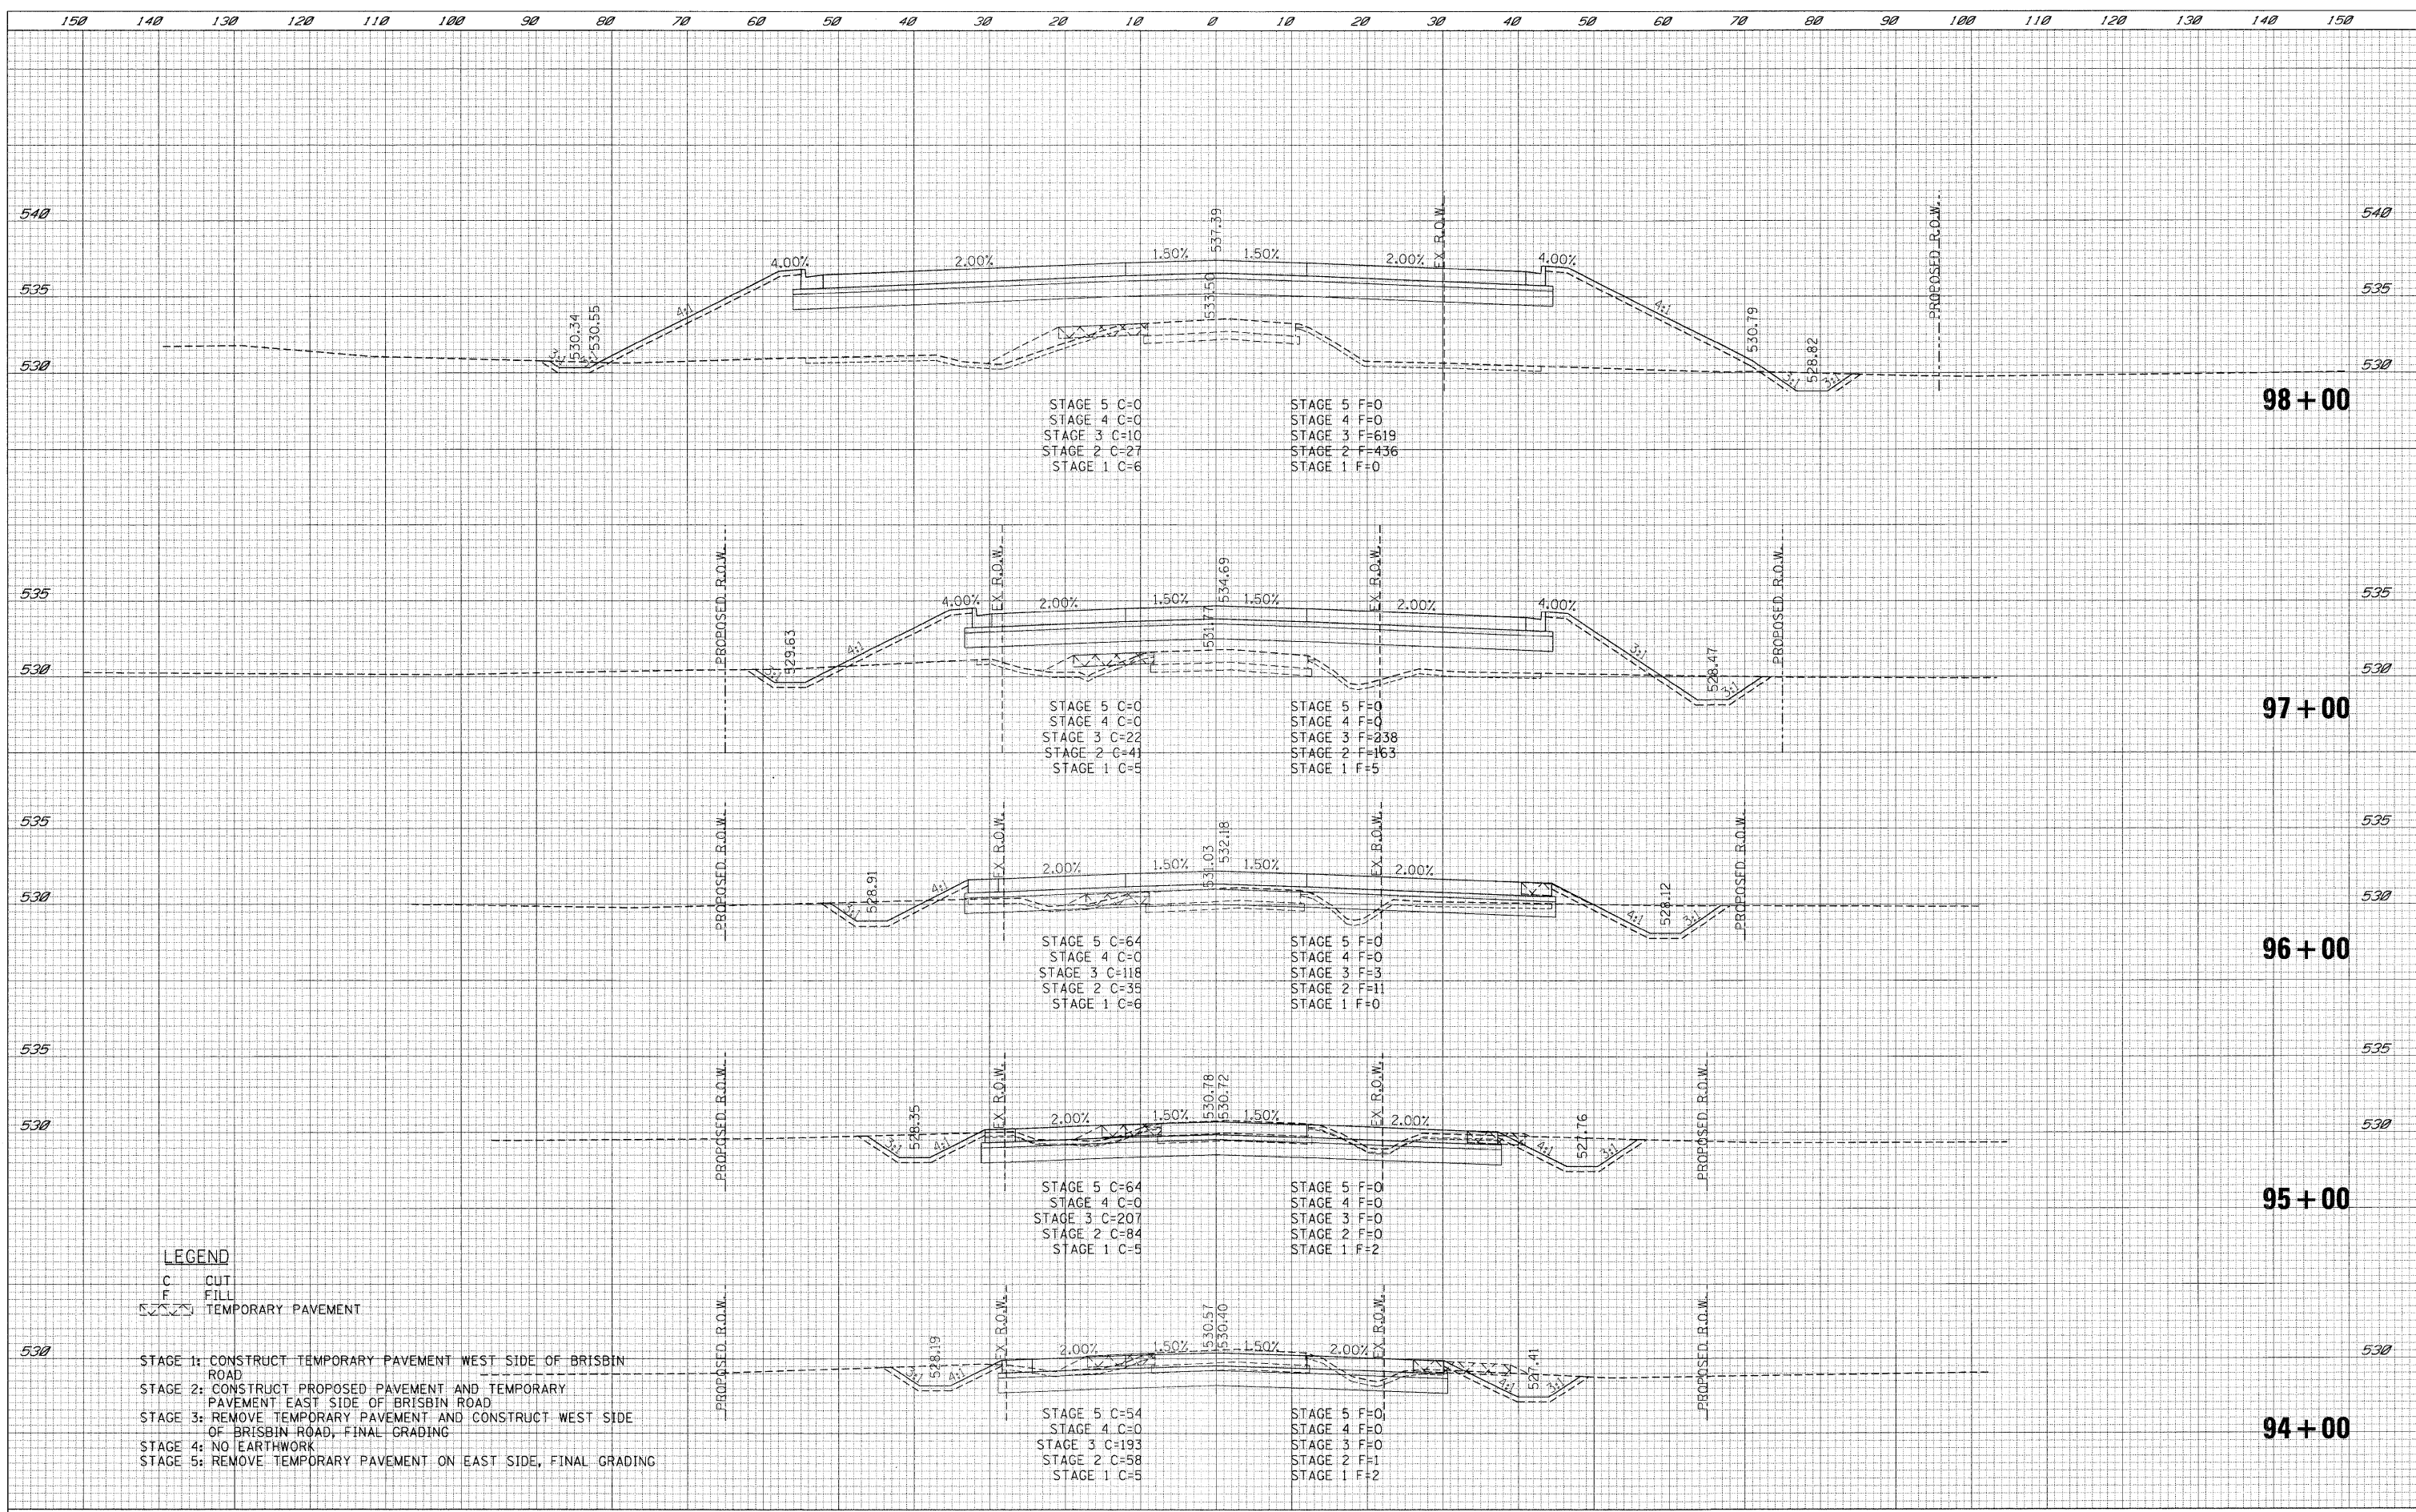 150 140 130 120 110 100 90 80 70 60 50 40 30 20 10 0 10 20 30 40 50 60 70 80 90 100 110 120 130 140 150
540 537.39 EX R.O.W. PROPOSED R.O.W. 540
4.00% 2.00% 1.50% 1.50% 2.00% 4.00%
535 533.50 535
4:1 4:1
530.34 530.55 530.79 528.82
530 3:1 3:1 3:1 3:1 530
98+00
STAGE 5 C=0 STAGE 5 F=0
STAGE 4 C=0 STAGE 4 F=0
STAGE 3 C=10 STAGE 3 F=619
STAGE 2 C=27 STAGE 2 F=436
STAGE 1 C=6 STAGE 1 F=0
PROPOSED R.O.W. EX R.O.W. 534.69 EX R.O.W. PROPOSED R.O.W.
535 4.00% 2.00% 1.50% 1.50% 2.00% 4.00% 535
531.77
529.63 4:1 3:1 528.47
530 3:1 3:1 530
97+00
STAGE 5 C=0 STAGE 5 F=0
STAGE 4 C=0 STAGE 4 F=0
STAGE 3 C=22 STAGE 3 F=238
STAGE 2 C=41 STAGE 2 F=163
STAGE 1 C=5 STAGE 1 F=5
535 535
PROPOSED R.O.W. EX R.O.W. 531.03 532.18 EX R.O.W. PROPOSED R.O.W.
2.00% 1.50% 1.50% 2.00%
530 528.91 4:1 528.12 530
3:1 4:1 3:1
96+00
STAGE 5 C=64 STAGE 5 F=0
STAGE 4 C=0 STAGE 4 F=0
STAGE 3 C=118 STAGE 3 F=3
STAGE 2 C=35 STAGE 2 F=11
STAGE 1 C=6 STAGE 1 F=0
535 535
PROPOSED R.O.W. EX R.O.W. 530.78 530.72 EX R.O.W. PROPOSED R.O.W.
530 2.00% 1.50% 1.50% 2.00% 530
528.35 527.76
3:1 4:1 4:1 3:1
95+00
STAGE 5 C=64 STAGE 5 F=0
STAGE 4 C=0 STAGE 4 F=0
STAGE 3 C=207 STAGE 3 F=0
STAGE 2 C=84 STAGE 2 F=0
STAGE 1 C=5 STAGE 1 F=2
LEGEND
C CUT
F FILL
TEMPORARY PAVEMENT
PROPOSED R.O.W. EX R.O.W. 530.57 530.40 EX R.O.W. PROPOSED R.O.W.
530 2.00% 1.50% 1.50% 2.00% 530
528.19 527.41
3:1 4:1 4:1 3:1
94+00
STAGE 5 C=54 STAGE 5 F=0
STAGE 4 C=0 STAGE 4 F=0
STAGE 3 C=193 STAGE 3 F=0
STAGE 2 C=58 STAGE 2 F=1
STAGE 1 C=5 STAGE 1 F=2
STAGE 1: CONSTRUCT TEMPORARY PAVEMENT WEST SIDE OF BRISBIN
ROAD
STAGE 2: CONSTRUCT PROPOSED PAVEMENT AND TEMPORARY
PAVEMENT EAST SIDE OF BRISBIN ROAD
STAGE 3: REMOVE TEMPORARY PAVEMENT AND CONSTRUCT WEST SIDE
OF BRISBIN ROAD, FINAL GRADING
STAGE 4: NO EARTHWORK
STAGE 5: REMOVE TEMPORARY PAVEMENT ON EAST SIDE, FINAL GRADING